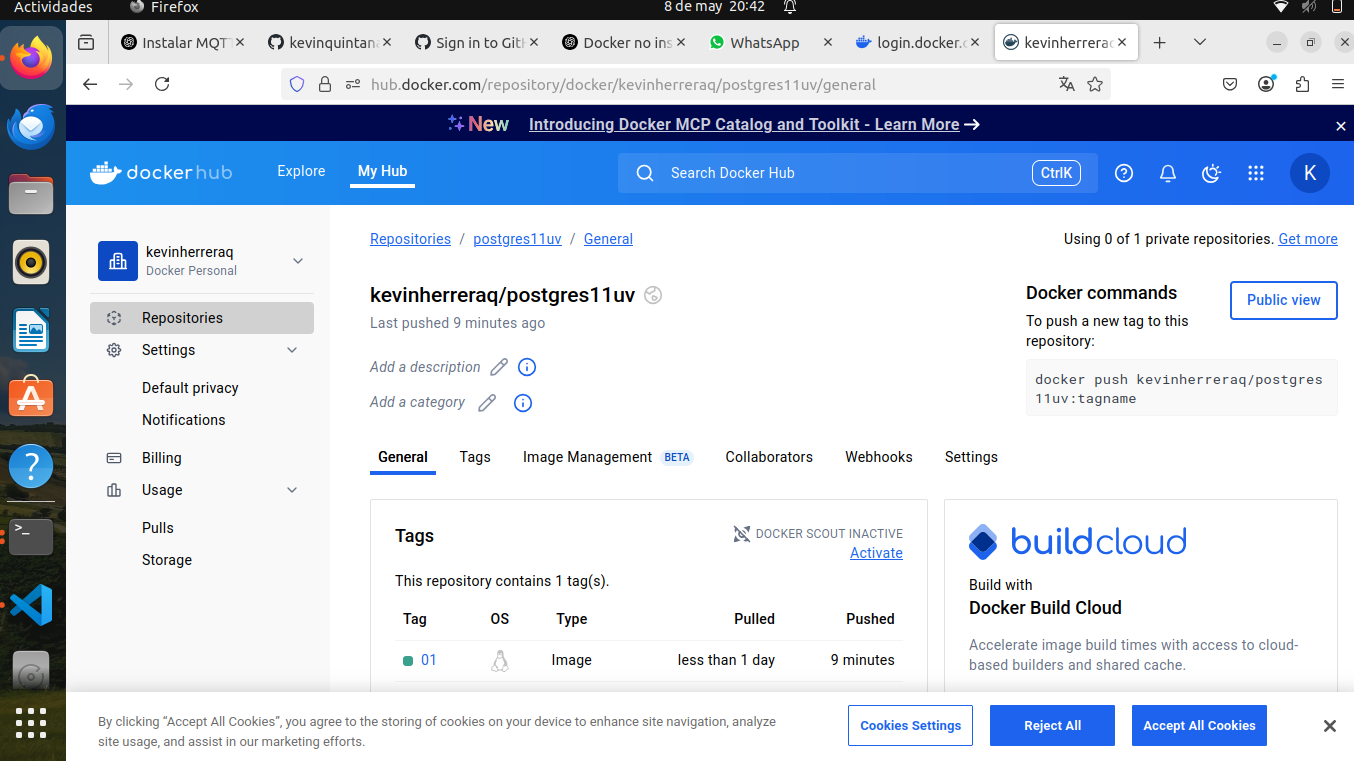 Actividades
Firefox
8 de may 20:42
Instalar MQTT
kevinquintana
Sign in to GitH
Docker no ins
WhatsApp
login.docker.c
kevinherreraq
hub.docker.com/repository/docker/kevinherreraq/postgres11uv/general
New Introducing Docker MCP Catalog and Toolkit - Learn More →
dockerhub
Explore
My Hub
Search Docker Hub
CtrlK
K
kevinherreraq
Docker Personal
Repositories
Settings
Default privacy
Notifications
Billing
Usage
Pulls
Storage
Repositories / postgres11uv / General
Using 0 of 1 private repositories. Get more
kevinherreraq/postgres11uv
Last pushed 9 minutes ago
Add a description
Add a category
Docker commands
Public view
To push a new tag to this
repository:
docker push kevinherreraq/postgres
11uv:tagname
General
Tags
Image Management BETA
Collaborators
Webhooks
Settings
Tags
DOCKER SCOUT INACTIVE
Activate
This repository contains 1 tag(s).
Tag OS Type Pulled Pushed
01 Image less than 1 day 9 minutes
buildcloud
Build with
Docker Build Cloud
Accelerate image build times with access to cloud-
based builders and shared cache.
By clicking “Accept All Cookies”, you agree to the storing of cookies on your device to enhance site navigation, analyze
site usage, and assist in our marketing efforts.
Cookies Settings
Reject All
Accept All Cookies